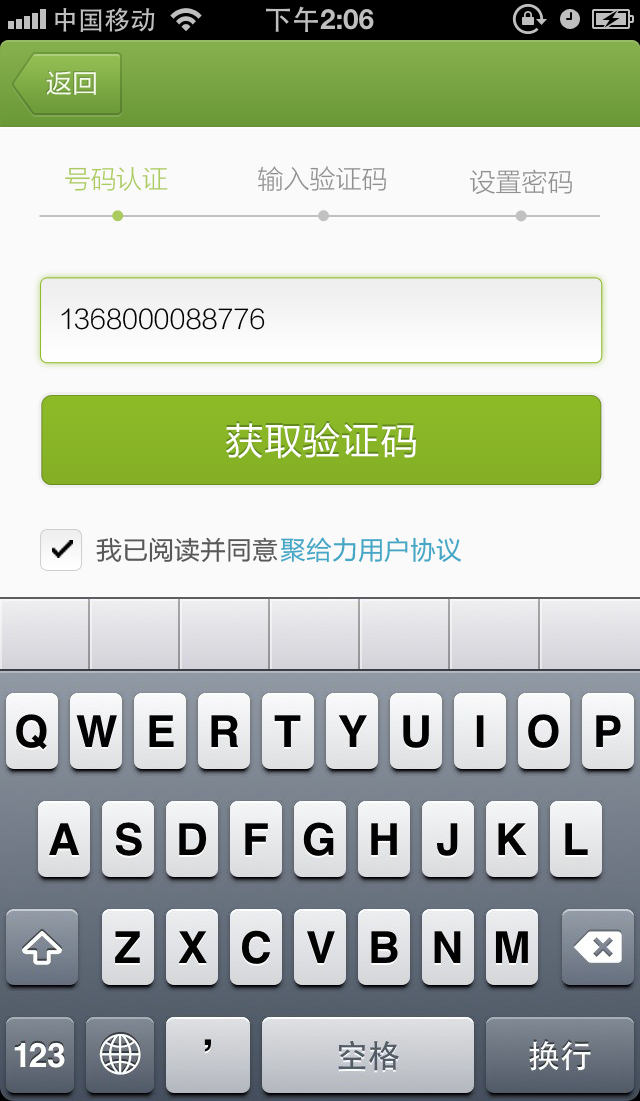 中国移动 下午2:06
返回
号码认证 输入验证码 设置密码
1368000088776
获取验证码
我已阅读并同意聚给力用户协议
Q W E R T Y U I O P
A S D F G H J K L
Z X C V B N M
123 , 空格 换行